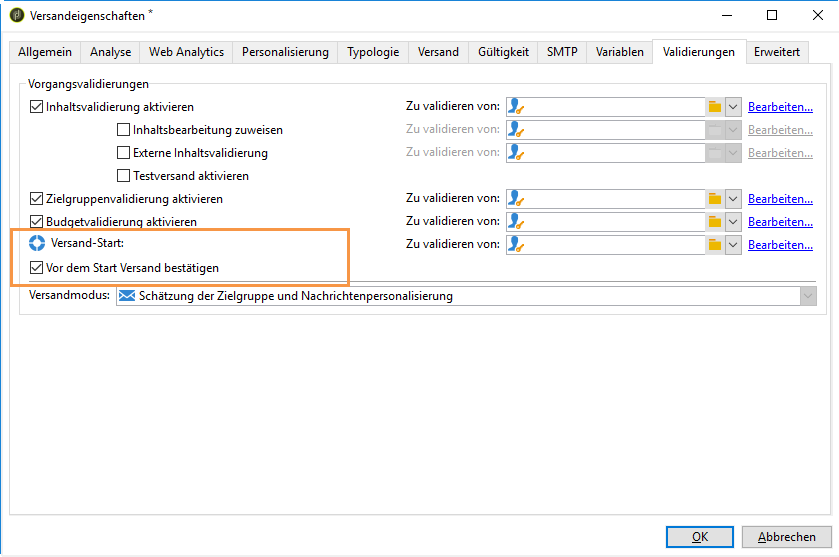 Versandeigenschaften *
Allgemein Analyse Web Analytics Personalisierung Typologie Versand Gültigkeit SMTP Variablen Validierungen Erweitert
Vorgangsvalidierungen
Inhaltsvalidierung aktivieren Zu validieren von: Bearbeiten...
Inhaltsbearbeitung zuweisen Zu validieren von: Bearbeiten...
Externe Inhaltsvalidierung Zu validieren von: Bearbeiten...
Testversand aktivieren
Zielgruppenvalidierung aktivieren Zu validieren von: Bearbeiten...
Budgetvalidierung aktivieren Zu validieren von: Bearbeiten...
Versand-Start: Zu validieren von: Bearbeiten...
Vor dem Start Versand bestätigen
Versandmodus: Schätzung der Zielgruppe und Nachrichtenpersonalisierung
OK Abbrechen